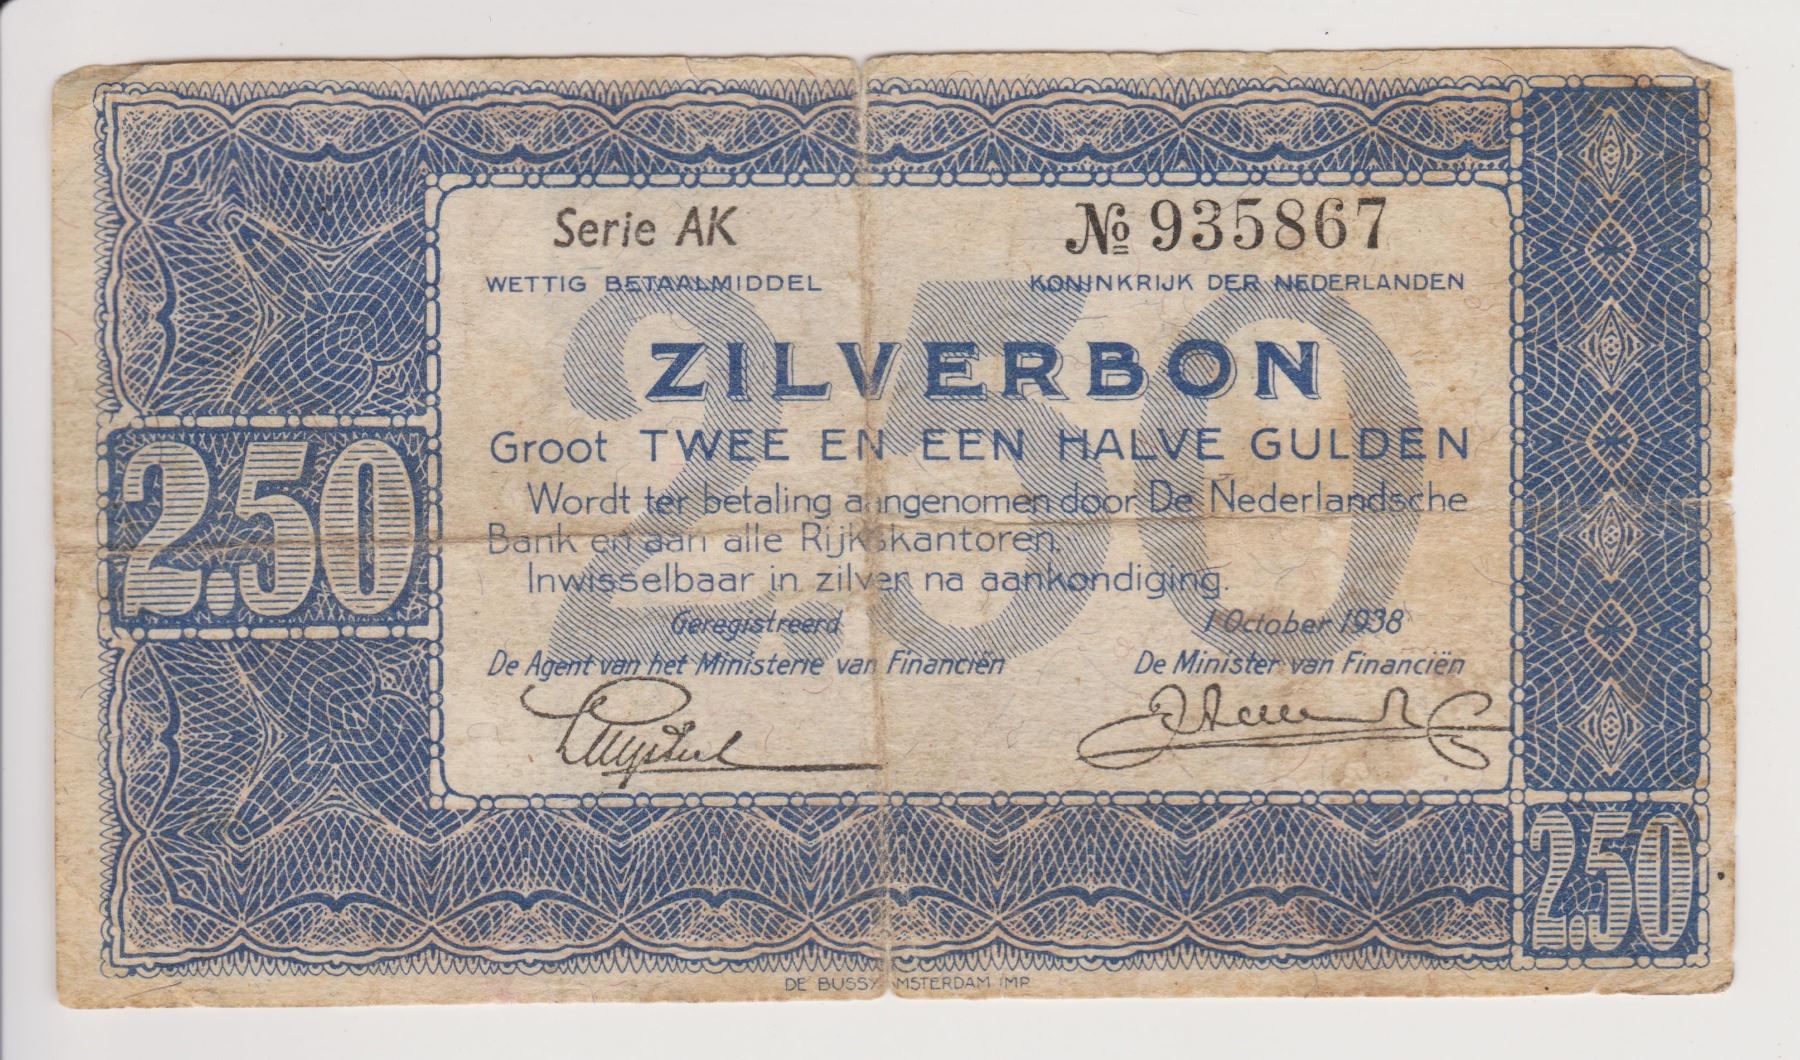 Serie AK
№ 935867
WETTIG BETAALMIDDEL
KONINKRIJK DER NEDERLANDEN
2.50
ZILVERBON
Groot TWEE EN EEN HALVE GULDEN
Wordt ter betaling aangenomen door De Nederlandsche
Bank en aan alle Rijkskantoren.
Inwisselbaar in zilver na aankondiging.
2.50
Geregistreerd
1 October 1938
De Agent van het Ministerie van Financiën
De Minister van Financiën
2.50
DE BUSSY AMSTERDAM IMP.